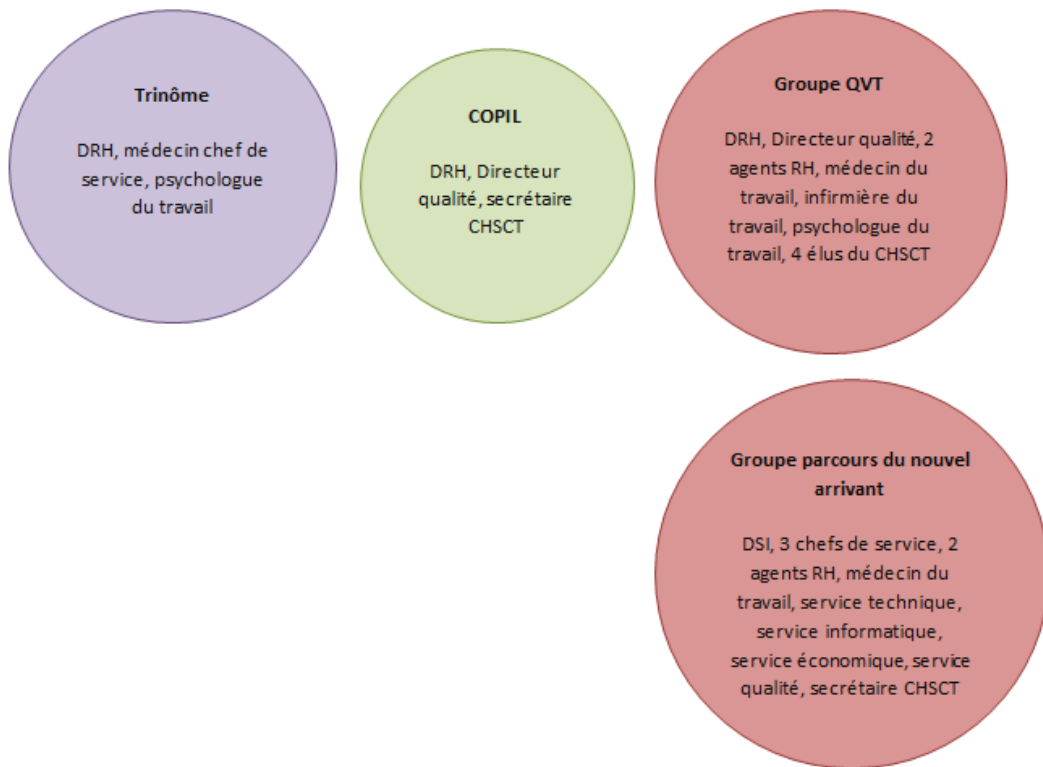 Trinôme
DRH, médecin chef de
service, psychologue
du travail
COPIL
DRH, Directeur
qualité, secrétaire
CHSCT
Groupe QVT
DRH, Directeur qualité, 2
agents RH, médecin du
travail, infirmière du
travail, psychologue du
travail, 4 élus du CHSCT
Groupe parcours du nouvel
arrivant
DSI, 3 chefs de service, 2
agents RH, médecin du
travail, service technique,
service informatique,
service économique, service
qualité, secrétaire CHSCT